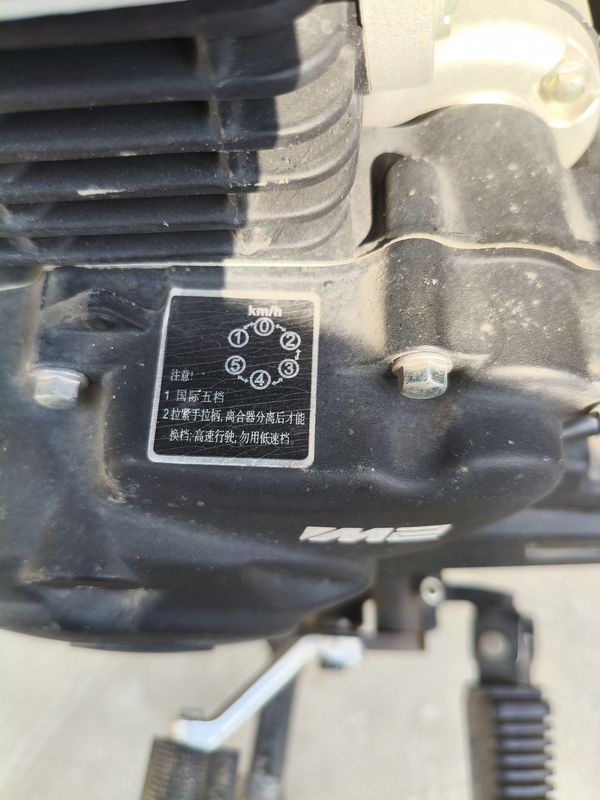 km/h
① ⓪ ②
⑤ ④ ③
注意!
1 国际五档
2拉紧手拉柄,离合器分离后才能
换档;高速行驶,勿用低速档。